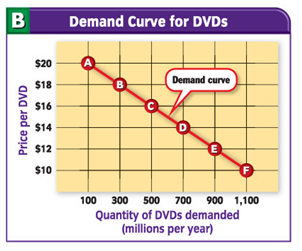 B
Demand Curve for DVDs
Price per DVD
$20
$18
$16
$14
$12
$10
A
B
C
D
E
F
Demand curve
100 300 500 700 900 1,100
Quantity of DVDs demanded
(millions per year)